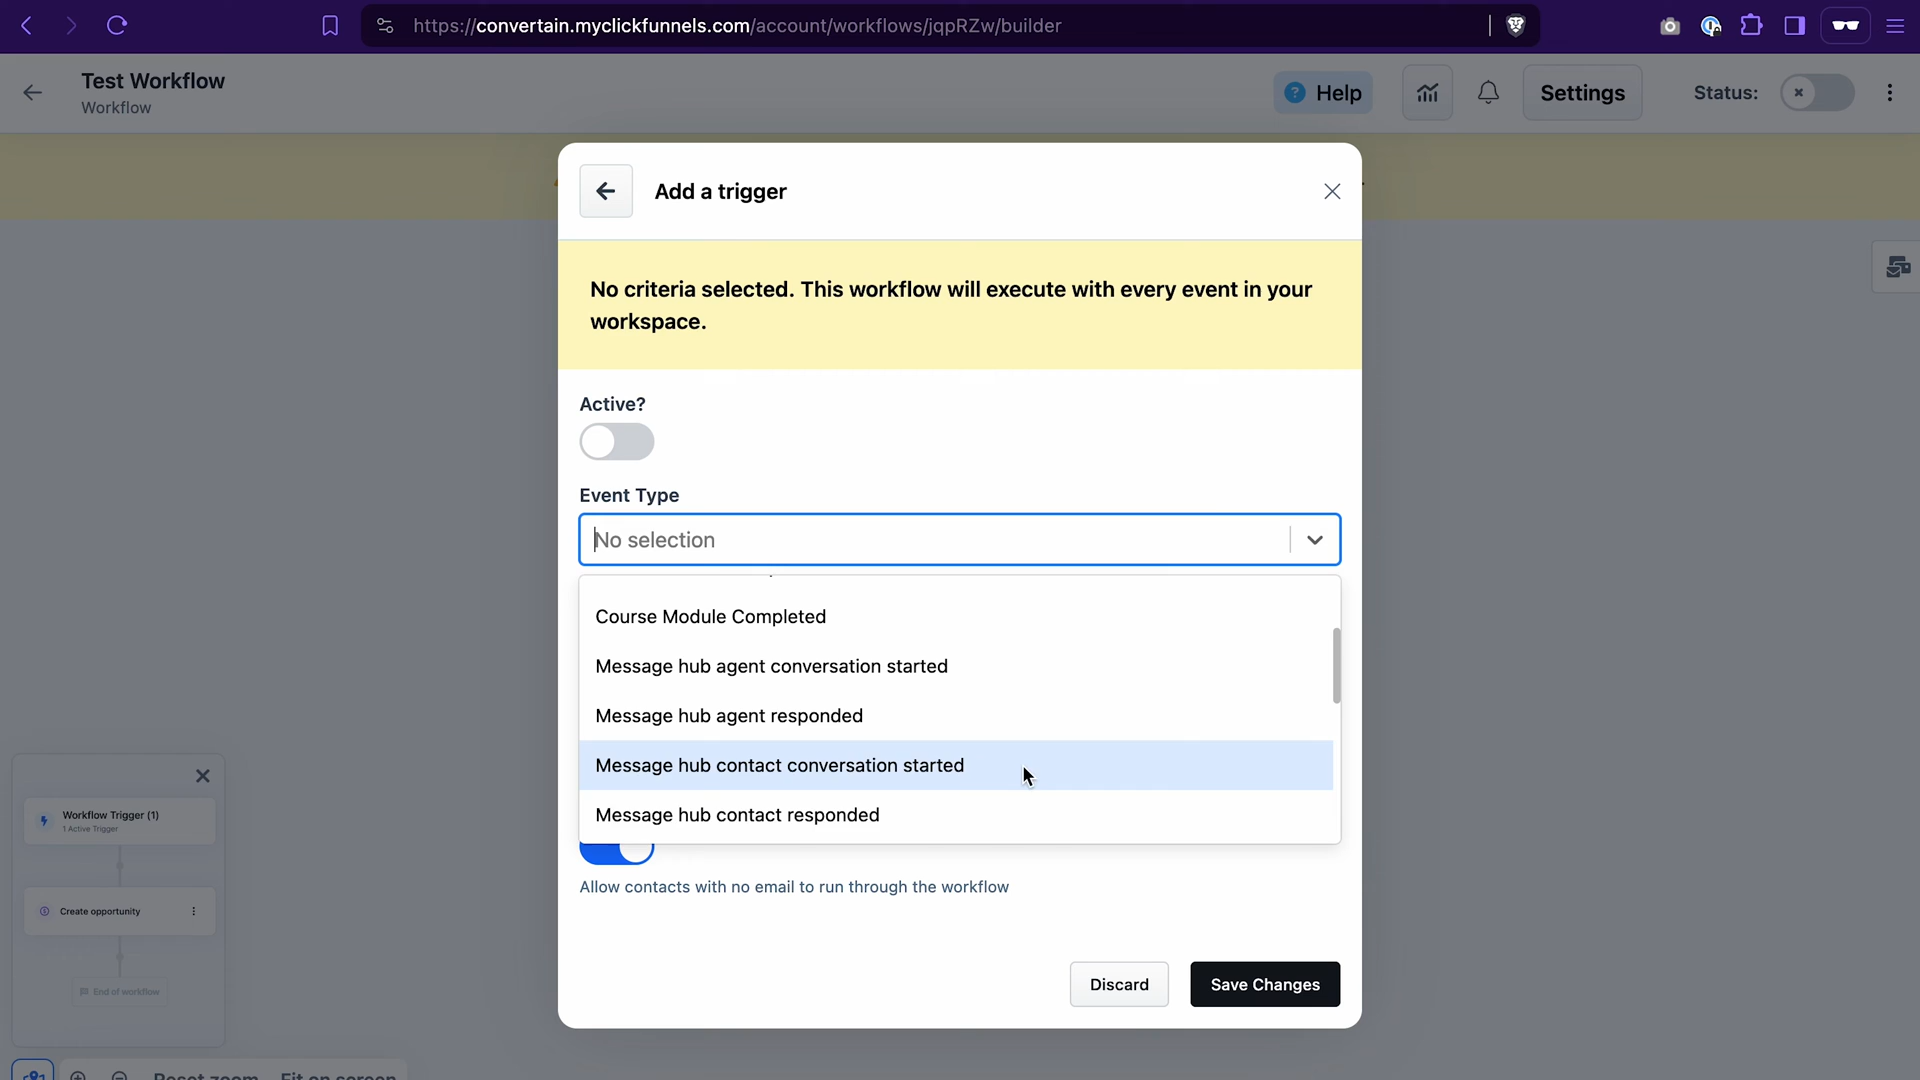 https://convertain.myclickfunnels.com/account/workflows/jqpRZw/builder
Test Workflow
Workflow
? Help
Settings
Status:
Add a trigger
No criteria selected. This workflow will execute with every event in your
workspace.
Active?
Event Type
No selection
Course Module Completed
Message hub agent conversation started
Message hub agent responded
Message hub contact conversation started
Message hub contact responded
Allow contacts with no email to run through the workflow
Discard
Save Changes
Workflow Trigger (1)
1 Active Trigger
Create opportunity
End of workflow
Reset zoom
Fit on screen